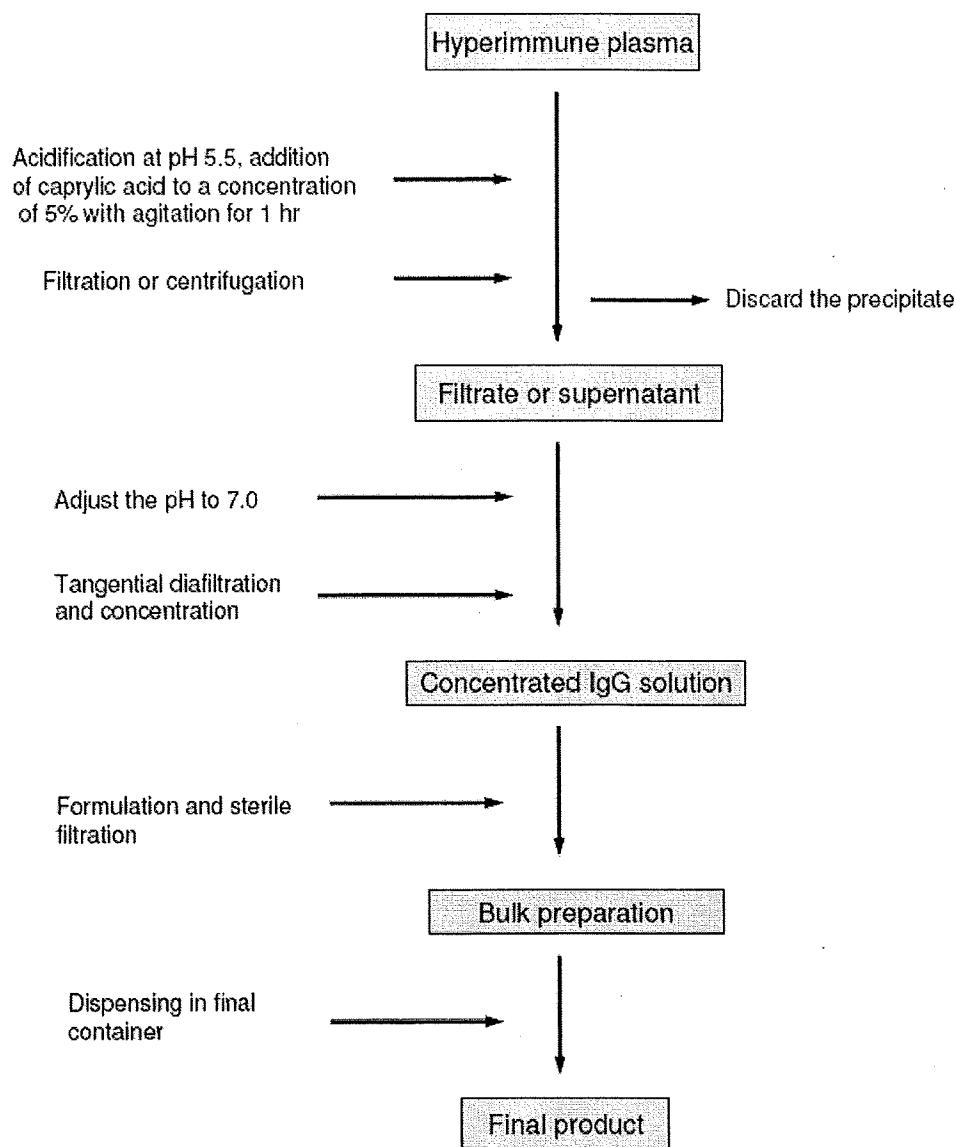 Hyperimmune plasma
Acidification at pH 5.5, addition
of caprylic acid to a concentration
of 5% with agitation for 1 hr
Filtration or centrifugation
Discard the precipitate
Filtrate or supernatant
Adjust the pH to 7.0
Tangential diafiltration
and concentration
Concentrated IgG solution
Formulation and sterile
filtration
Bulk preparation
Dispensing in final
container
Final product